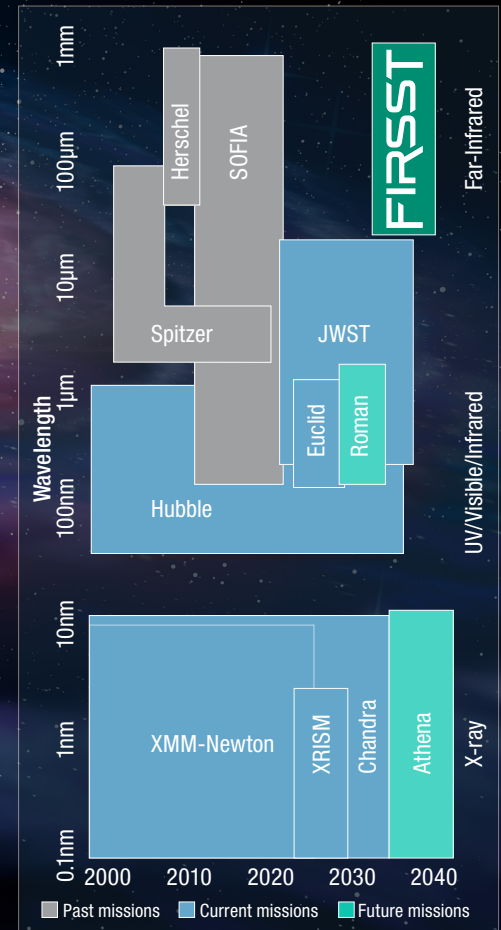 1mm
100µm
10µm
1µm
100nm
10nm
1nm
0.1nm
Wavelength
Herschel
SOFIA
FIRSST
Far-Infrared
Spitzer
JWST
Euclid
Roman
Hubble
UV/Visible/Infrared
XMM-Newton
XRISM
Chandra
Athena
X-ray
2000 2010 2020 2030 2040
Past missions Current missions Future missions